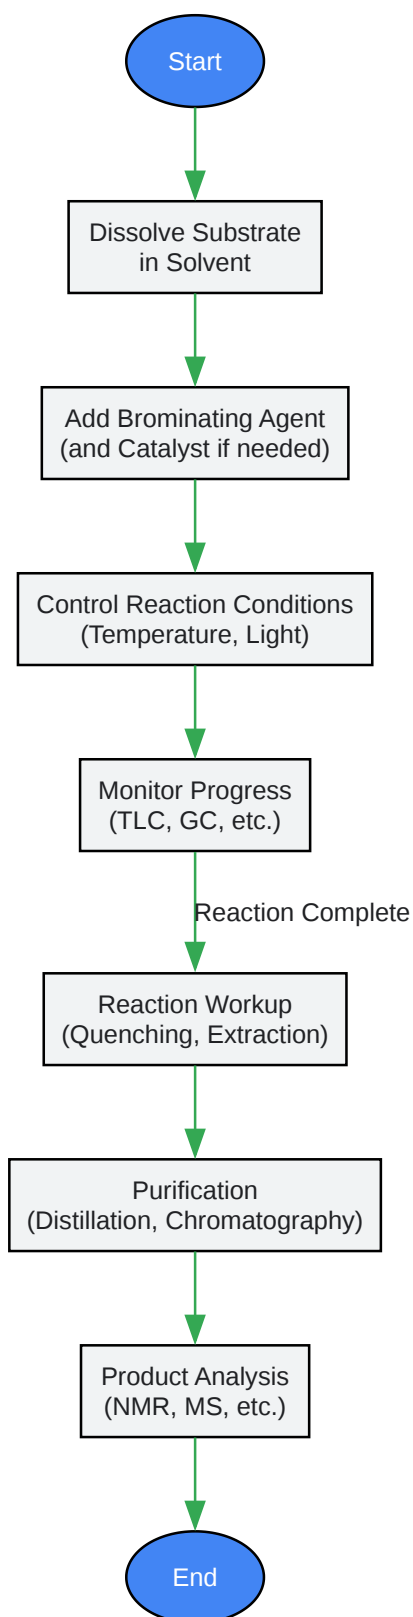 Start
Dissolve Substrate
in Solvent
Add Brominating Agent
(and Catalyst if needed)
Control Reaction Conditions
(Temperature, Light)
Monitor Progress
(TLC, GC, etc.)
Reaction Complete
Reaction Workup
(Quenching, Extraction)
Purification
(Distillation, Chromatography)
Product Analysis
(NMR, MS, etc.)
End